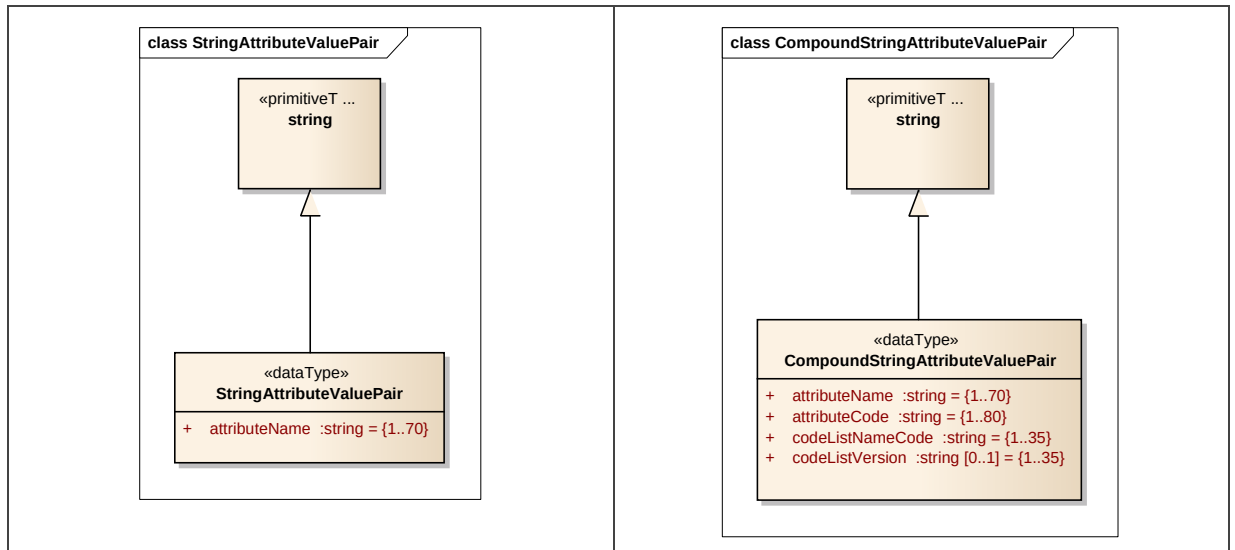 class StringAttributeValuePair
«primitiveT ...
string
«dataType»
StringAttributeValuePair
+ attributeName :string = {1..70}
class CompoundStringAttributeValuePair
«primitiveT ...
string
«dataType»
CompoundStringAttributeValuePair
+ attributeName :string = {1..70}
+ attributeCode :string = {1..80}
+ codeListNameCode :string = {1..35}
+ codeListVersion :string [0..1] = {1..35}